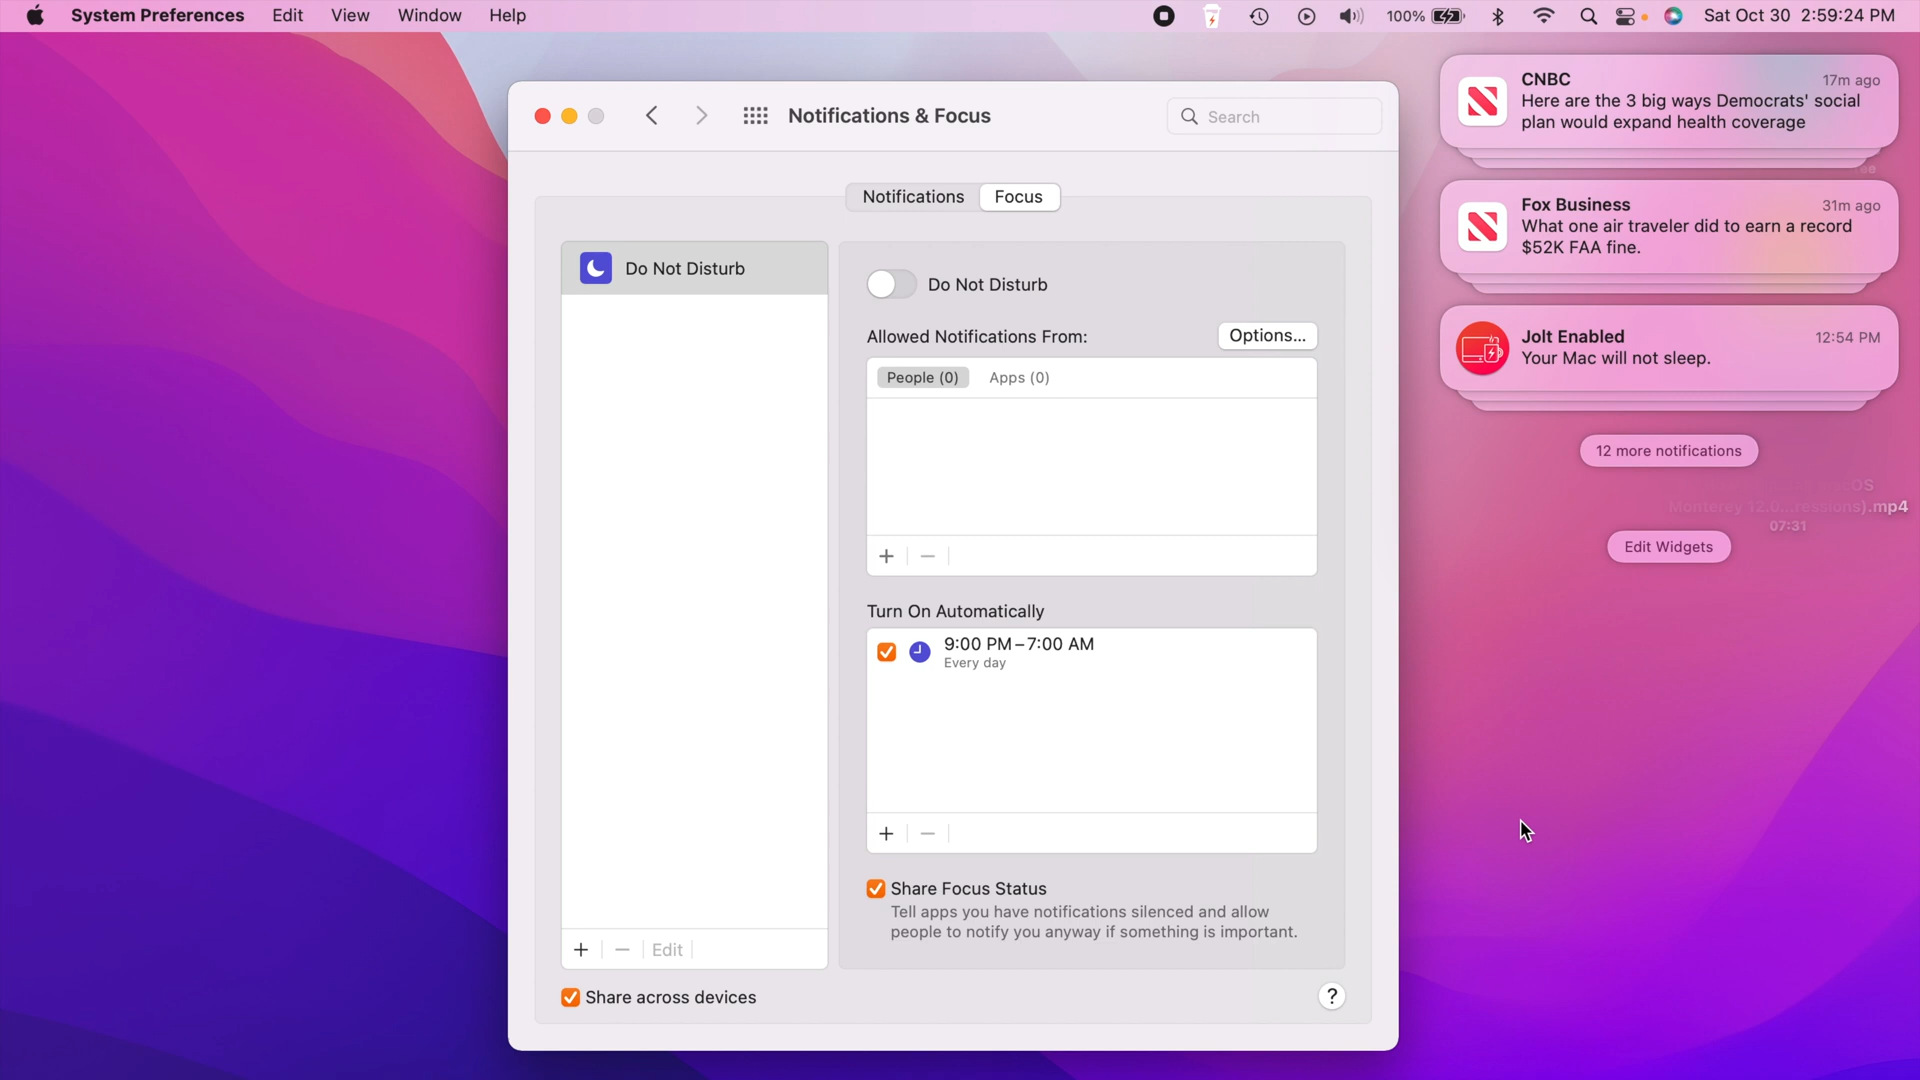 System Preferences Edit View Window Help 100% Sat Oct 30 2:59:24 PM
Notifications & Focus
Search
Notifications Focus
Do Not Disturb
Edit
Do Not Disturb
Allowed Notifications From: Options...
People (0) Apps (0)
Turn On Automatically
9:00 PM – 7:00 AM
Every day
Share Focus Status
Tell apps you have notifications silenced and allow
people to notify you anyway if something is important.
Share across devices
?
CNBC 17m ago
Here are the 3 big ways Democrats' social
plan would expand health coverage
Fox Business 31m ago
What one air traveler did to earn a record
$52K FAA fine.
Jolt Enabled 12:54 PM
Your Mac will not sleep.
12 more notifications
OS
Monterey 12.0...ressions).mp4
07:31
Edit Widgets